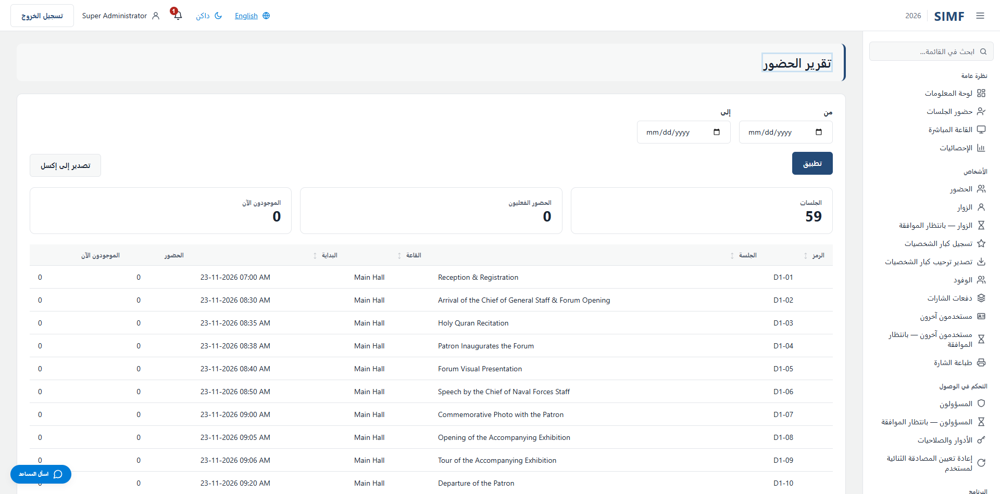 SIMF
2026
English
داكن
1
Super Administrator
تسجيل الخروج
ابحث في القائمة...
نظرة عامة
لوحة المعلومات
حضور الجلسات
القاعة المباشرة
الإحصائيات
الأشخاص
الحضور
الزوار
الزوار — بانتظار الموافقة
تسجيل كبار الشخصيات
تصدير ترحيب كبار الشخصيات
الوفود
دفعات الشارات
مستخدمون آخرون
مستخدمون آخرون — بانتظار
الموافقة
طباعة الشارة
التحكم في الوصول
المسؤولون
المسؤولون — بانتظار الموافقة
الأدوار والصلاحيات
إعادة تعيين المصادقة الثنائية
لمستخدم
البرنامج
تقرير الحضور
من
إلى
mm/dd/yyyy
mm/dd/yyyy
تطبيق
تصدير إلى إكسل
الجلسات
59
الحضور الفعليون
0
الموجودون الآن
0
الرمز الجلسة القاعة البداية الحضور الموجودون الآن
D1-01 Reception & Registration Main Hall 23-11-2026 07:00 AM 0 0
D1-02 Arrival of the Chief of General Staff & Forum Opening Main Hall 23-11-2026 08:30 AM 0 0
D1-03 Holy Quran Recitation Main Hall 23-11-2026 08:35 AM 0 0
D1-04 Patron Inaugurates the Forum Main Hall 23-11-2026 08:38 AM 0 0
D1-05 Forum Visual Presentation Main Hall 23-11-2026 08:40 AM 0 0
D1-06 Speech by the Chief of Naval Forces Staff Main Hall 23-11-2026 08:50 AM 0 0
D1-07 Commemorative Photo with the Patron Main Hall 23-11-2026 09:00 AM 0 0
D1-08 Opening of the Accompanying Exhibition Main Hall 23-11-2026 09:05 AM 0 0
D1-09 Tour of the Accompanying Exhibition Main Hall 23-11-2026 09:06 AM 0 0
D1-10 Departure of the Patron Main Hall 23-11-2026 09:20 AM 0 0
اسأل المساعد